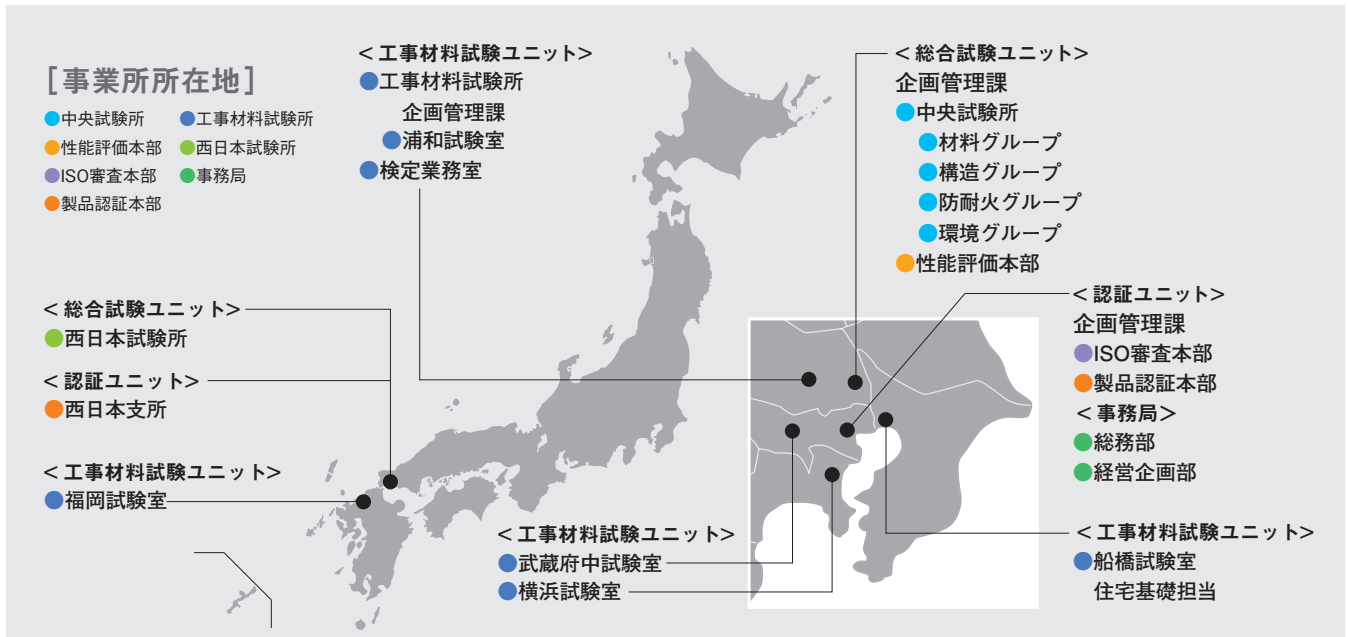 [事業所所在地]
●中央試験所 ●工事材料試験所
●性能評価本部 ●西日本試験所
●ISO審査本部 ●事務局
●製品認証本部
<工事材料試験ユニット>
●工事材料試験所
企画管理課
●浦和試験室
●検定業務室
<総合試験ユニット>
企画管理課
●中央試験所
●材料グループ
●構造グループ
●防耐火グループ
●環境グループ
●性能評価本部
<総合試験ユニット>
●西日本試験所
<認証ユニット>
●西日本支所
<工事材料試験ユニット>
●福岡試験室
<認証ユニット>
企画管理課
●ISO審査本部
●製品認証本部
<事務局>
●総務部
●経営企画部
<工事材料試験ユニット>
●武蔵府中試験室
●横浜試験室
<工事材料試験ユニット>
●船橋試験室
住宅基礎担当